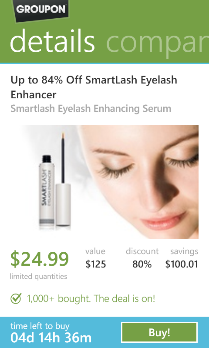 GROUPON
details compar
Up to 84% Off SmartLash Eyelash
Enhancer
Smartlash Eyelash Enhancing Serum
SMARTLASH
$24.99
limited quantities
value
$125
discount
80%
savings
$100.01
1,000+ bought. The deal is on!
time left to buy
04d 14h 36m
Buy!